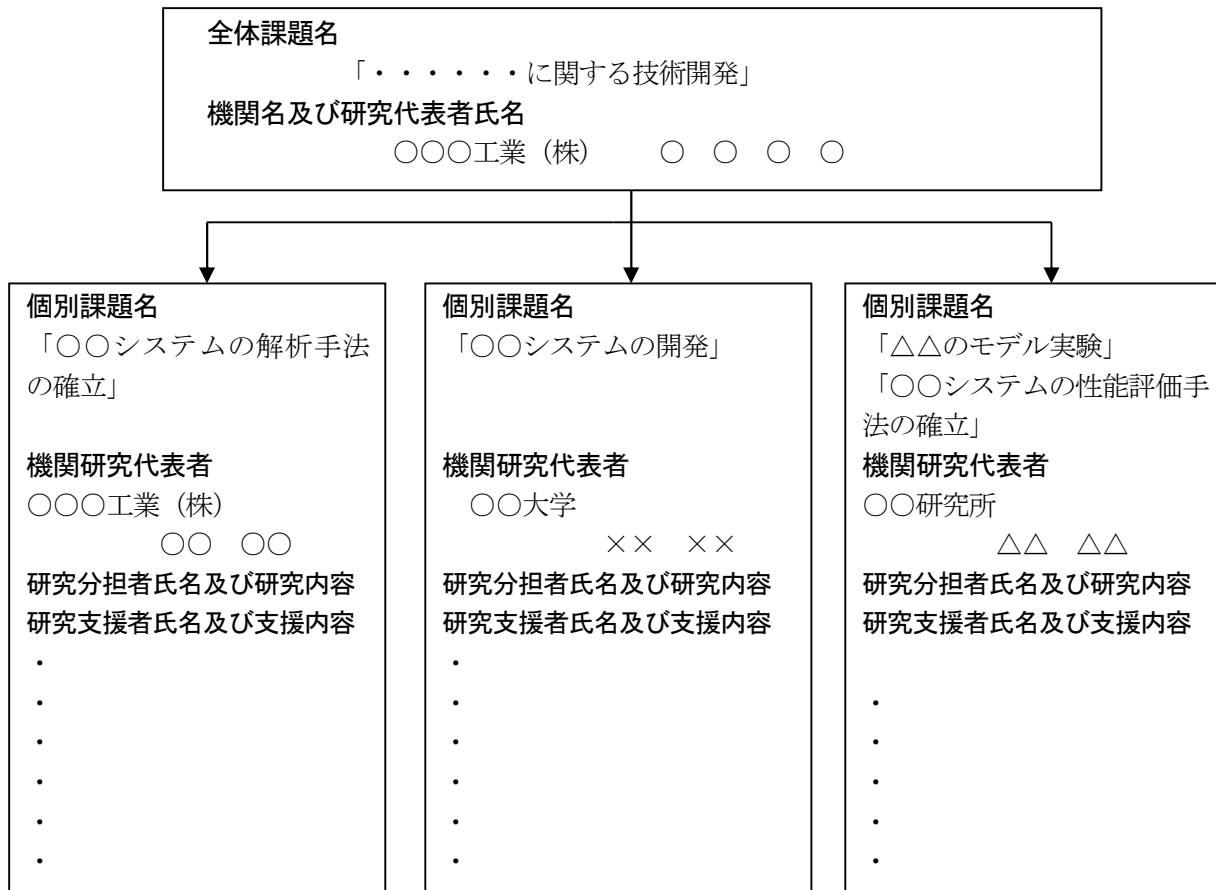 全体課題名
「・・・・・・に関する技術開発」
機関名及び研究代表者氏名
○○○工業（株）　　○　○　○　○
個別課題名
「○○システムの解析手法
の確立」
機関研究代表者
○○○工業（株）
○○　○○
研究分担者氏名及び研究内容
研究支援者氏名及び支援内容
・
・
・
・
・
・
個別課題名
「○○システムの開発」
機関研究代表者
○○大学
××　××
研究分担者氏名及び研究内容
研究支援者氏名及び支援内容
・
・
・
・
・
・
個別課題名
「△△のモデル実験」
「○○システムの性能評価手
法の確立」
機関研究代表者
○○研究所
△△　△△
研究分担者氏名及び研究内容
研究支援者氏名及び支援内容
・
・
・
・
・